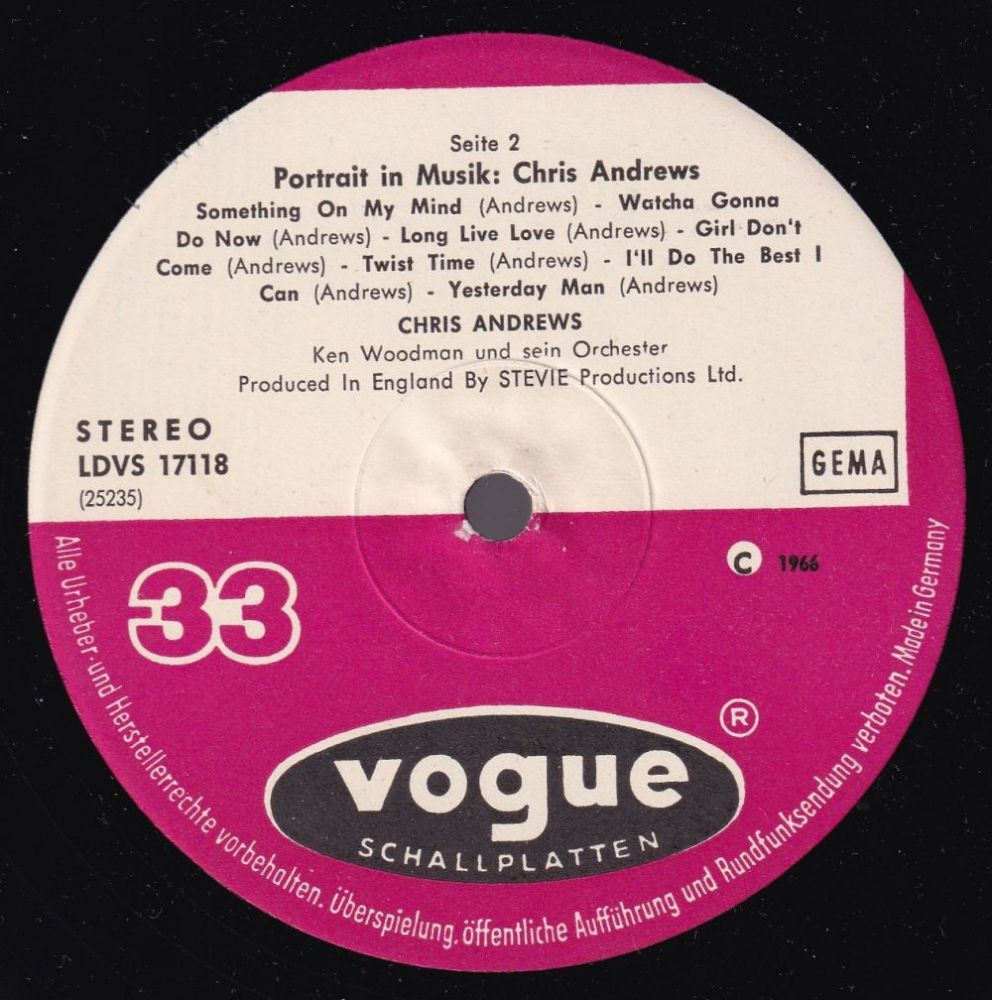 Seite 2
Portrait in Musik: Chris Andrews
Something On My Mind (Andrews) - Watcha Gonna
Do Now (Andrews) - Long Live Love (Andrews) - Girl Don't
Come (Andrews) - Twist Time (Andrews) - I'll Do The Best I
Can (Andrews) - Yesterday Man (Andrews)
CHRIS ANDREWS
Ken Woodman und sein Orchester
Produced In England By STEVIE Productions Ltd.
STEREO
LDVS 17118
(25235)
GEMA
C 1966
33
®
vogue
SCHALLPLATTEN
Alle Urheber- und Herstellerrechte vorbehalten. Überspielung, öffentliche Aufführung und Rundfunksendung verboten. Made in Germany